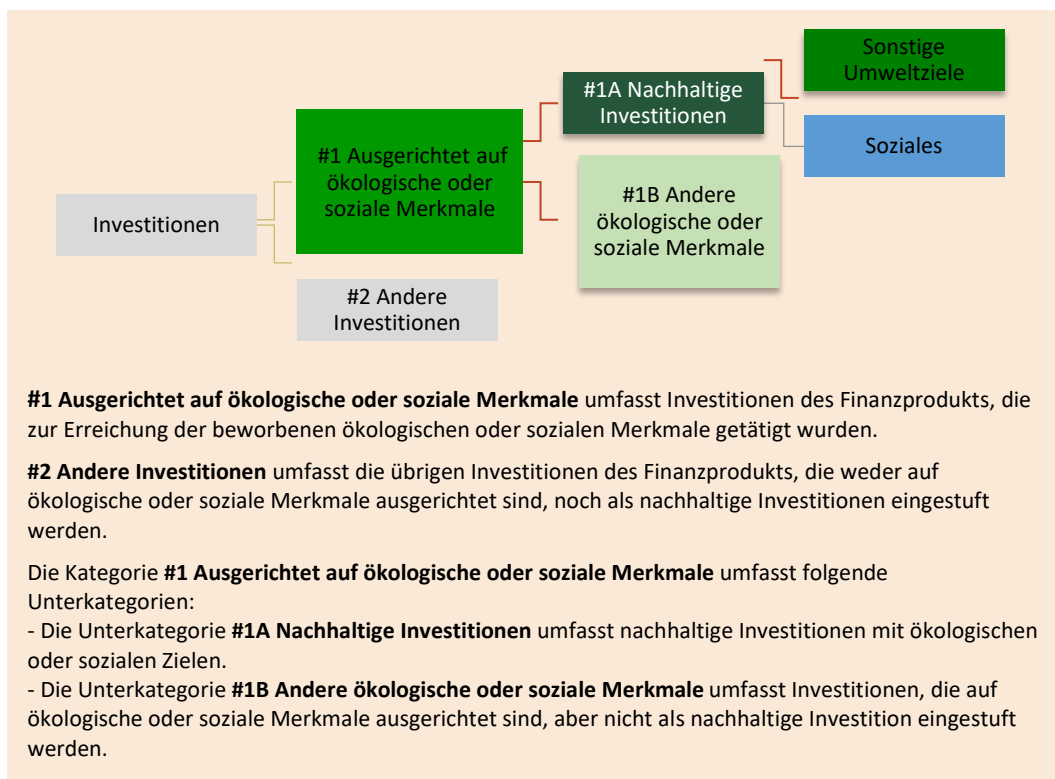 Sonstige
Umweltziele
#1A Nachhaltige
Investitionen
Soziales
#1 Ausgerichtet auf
ökologische oder
soziale Merkmale
#1B Andere
ökologische oder
soziale Merkmale
Investitionen
#2 Andere
Investitionen
#1 Ausgerichtet auf ökologische oder soziale Merkmale umfasst Investitionen des Finanzprodukts, die
zur Erreichung der beworbenen ökologischen oder sozialen Merkmale getätigt wurden.
#2 Andere Investitionen umfasst die übrigen Investitionen des Finanzprodukts, die weder auf
ökologische oder soziale Merkmale ausgerichtet sind, noch als nachhaltige Investitionen eingestuft
werden.
Die Kategorie #1 Ausgerichtet auf ökologische oder soziale Merkmale umfasst folgende
Unterkategorien:
- Die Unterkategorie #1A Nachhaltige Investitionen umfasst nachhaltige Investitionen mit ökologischen
oder sozialen Zielen.
- Die Unterkategorie #1B Andere ökologische oder soziale Merkmale umfasst Investitionen, die auf
ökologische oder soziale Merkmale ausgerichtet sind, aber nicht als nachhaltige Investition eingestuft
werden.